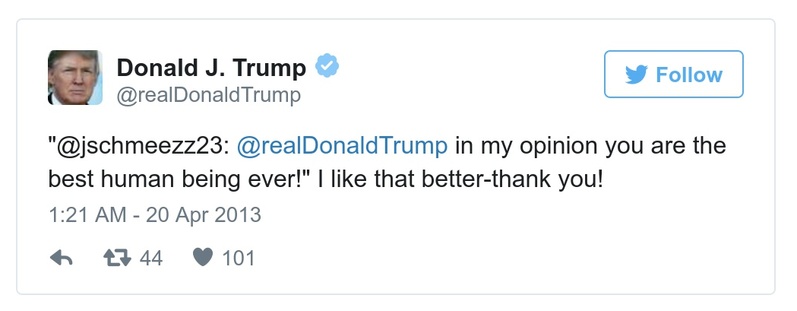 Donald J. Trump
@realDonaldTrump
Follow
"@jschmeezz23: @realDonaldTrump in my opinion you are the
best human being ever!" I like that better-thank you!
1:21 AM - 20 Apr 2013
44 101